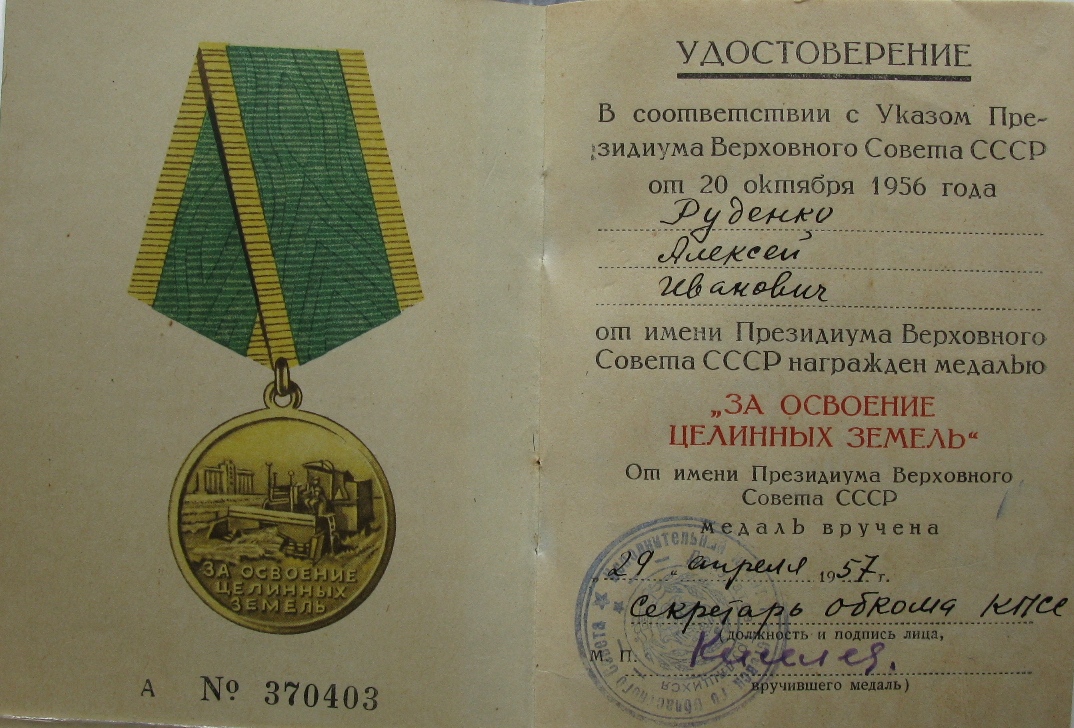 ЗА ОСВОЕНИЕ
ЦЕЛИННЫХ
ЗЕМЕЛЬ
А № 370403
УДОСТОВЕРЕНИЕ
В соответствии с Указом Пре-
зидиума Верховного Совета СССР
от 20 октября 1956 года
Руденко
Алексей
Иванович
от имени Президиума Верховного
Совета СССР награжден медалью
„ЗА ОСВОЕНИЕ
ЦЕЛИННЫХ ЗЕМЕЛЬ“
От имени Президиума Верховного
Совета СССР
медаль вручена
„29 „ апреля 1957 г.
Секретарь обкома КПСС
(должность и подпись лица,
М. П.
вручившего медаль)